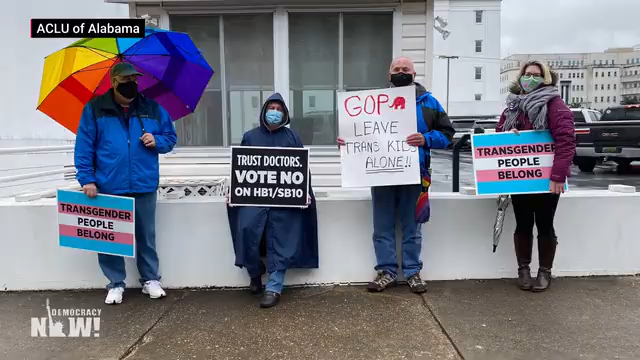 ACLU of Alabama
TRANSGENDER
PEOPLE
BELONG
TRUST DOCTORS.
VOTE NO
ON HB1/SB10
GOP
LEAVE
TRANS KIDS
ALONE!!
TRANSGENDER
PEOPLE
BELONG
DEMOCRACY
NOW!